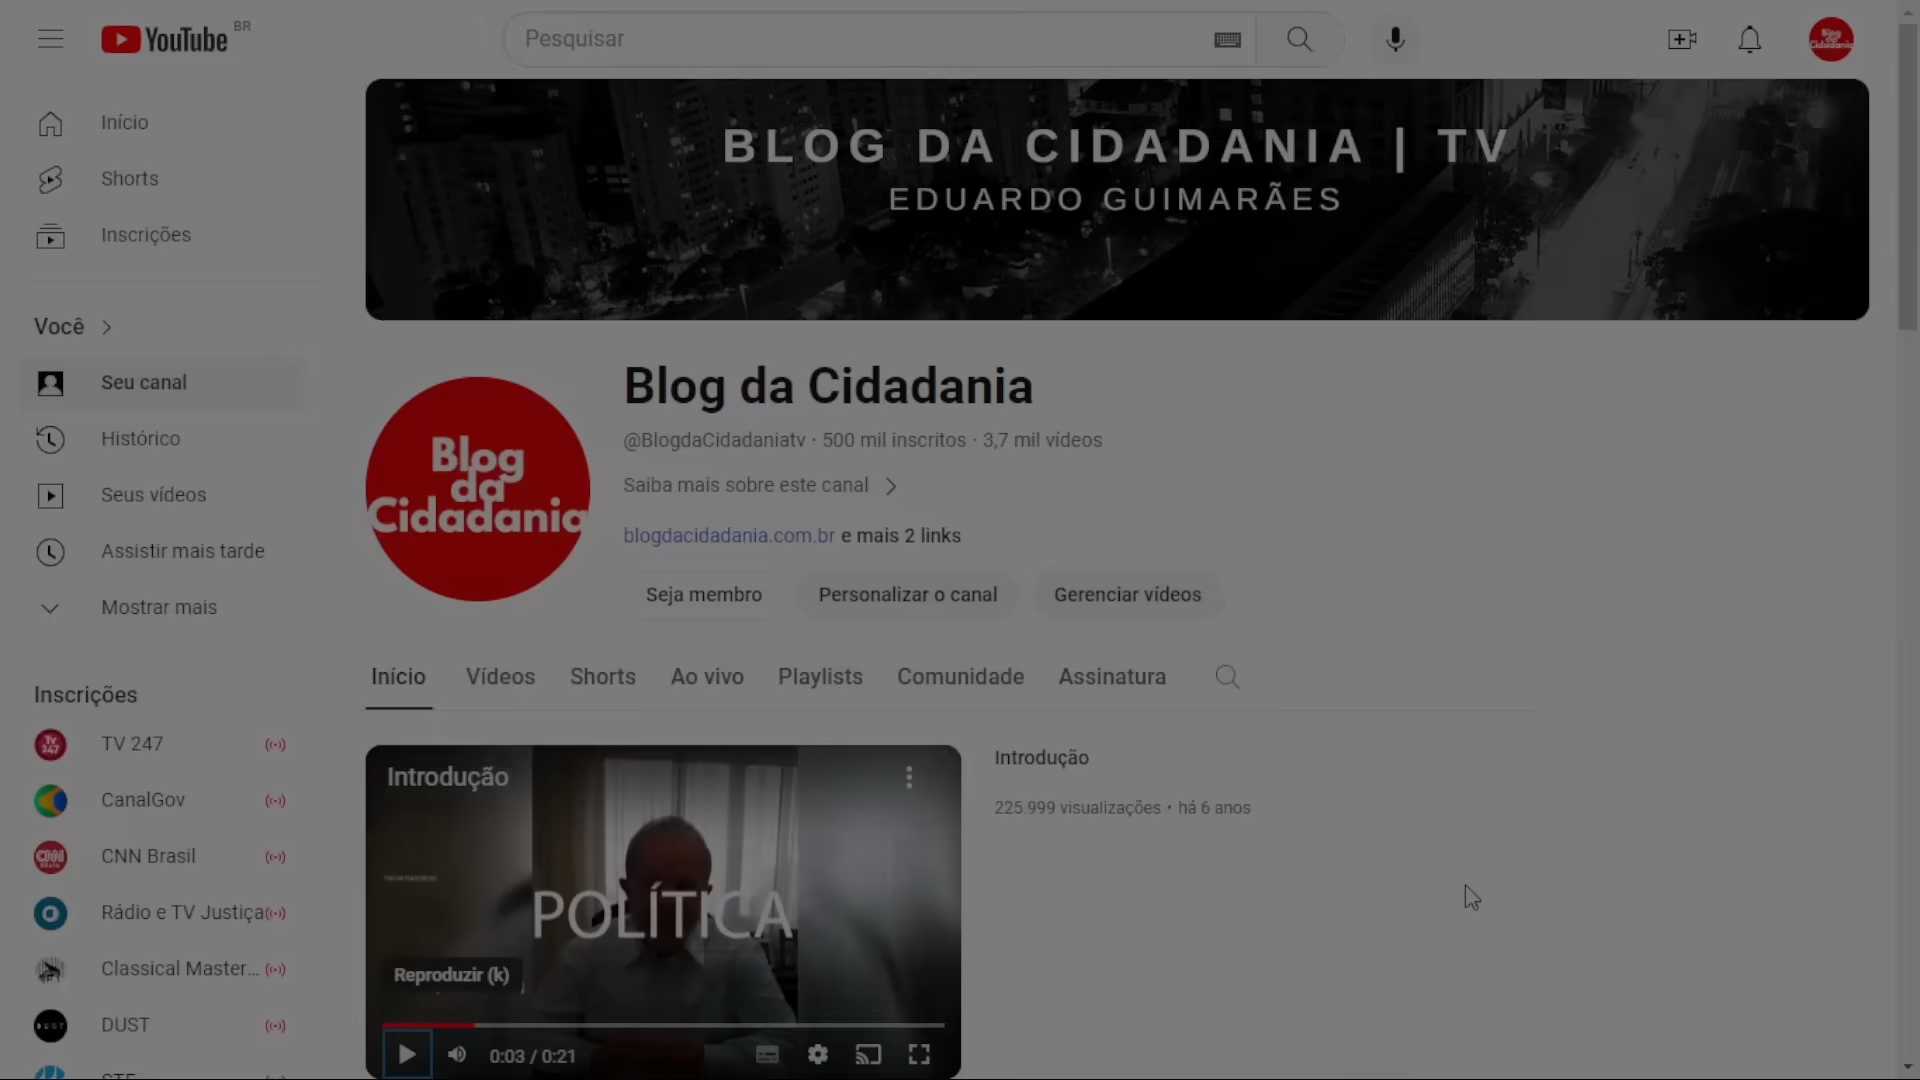 YouTube BR
Pesquisar
Blog
da
Cidadania
Início
Shorts
Inscrições
Você
Seu canal
Histórico
Seus vídeos
Assistir mais tarde
Mostrar mais
Inscrições
TV 247
CanalGov
CNN Brasil
Rádio e TV Justiça
Classical Master...
DUST
BLOG DA CIDADANIA | TV
EDUARDO GUIMARÃES
Blog
da
Cidadania
Blog da Cidadania
@BlogdaCidadaniatv · 500 mil inscritos · 3,7 mil vídeos
Saiba mais sobre este canal
blogdacidadania.com.br e mais 2 links
Seja membro
Personalizar o canal
Gerenciar vídeos
Início
Vídeos
Shorts
Ao vivo
Playlists
Comunidade
Assinatura
Introdução
POLÍTICA
Reproduzir (k)
0:03 / 0:21
Introdução
225.999 visualizações • há 6 anos